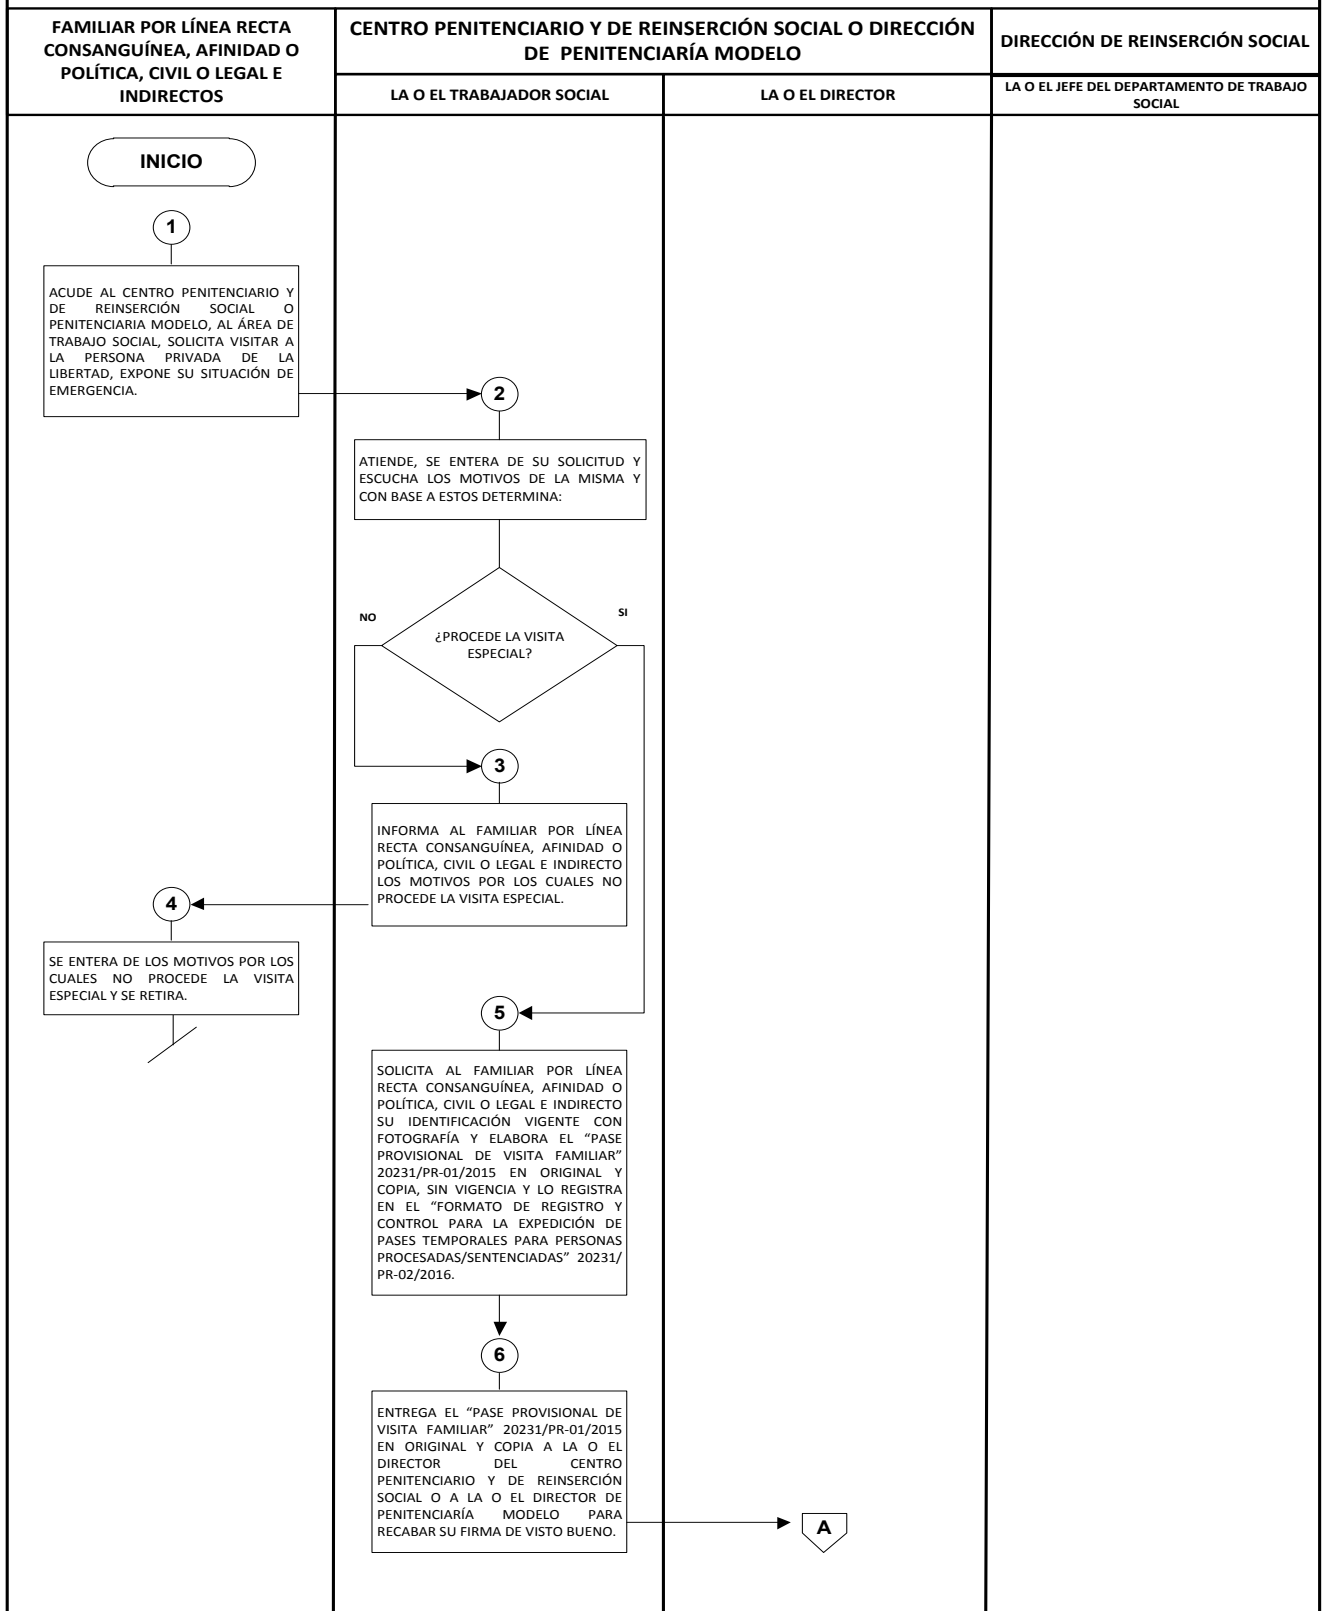 FAMILIAR POR LÍNEA RECTA
CONSANGUÍNEA, AFINIDAD O
POLÍTICA, CIVIL O LEGAL E
INDIRECTOS
CENTRO PENITENCIARIO Y DE REINSERCIÓN SOCIAL O DIRECCIÓN
DE PENITENCIARÍA MODELO
DIRECCIÓN DE REINSERCIÓN SOCIAL
LA O EL TRABAJADOR SOCIAL
LA O EL DIRECTOR
LA O EL JEFE DEL DEPARTAMENTO DE TRABAJO
SOCIAL
INICIO
1
ACUDE AL CENTRO PENITENCIARIO Y
DE REINSERCIÓN SOCIAL O
PENITENCIARIA MODELO, AL ÁREA DE
TRABAJO SOCIAL, SOLICITA VISITAR A
LA PERSONA PRIVADA DE LA
LIBERTAD, EXPONE SU SITUACIÓN DE
EMERGENCIA.
2
ATIENDE, SE ENTERA DE SU SOLICITUD Y
ESCUCHA LOS MOTIVOS DE LA MISMA Y
CON BASE A ESTOS DETERMINA:
NO
SI
¿PROCEDE LA VISITA
ESPECIAL?
3
INFORMA AL FAMILIAR POR LÍNEA
RECTA CONSANGUÍNEA, AFINIDAD O
POLÍTICA, CIVIL O LEGAL E INDIRECTO
LOS MOTIVOS POR LOS CUALES NO
PROCEDE LA VISITA ESPECIAL.
4
SE ENTERA DE LOS MOTIVOS POR LOS
CUALES NO PROCEDE LA VISITA
ESPECIAL Y SE RETIRA.
5
SOLICITA AL FAMILIAR POR LÍNEA
RECTA CONSANGUÍNEA, AFINIDAD O
POLÍTICA, CIVIL O LEGAL E INDIRECTO
SU IDENTIFICACIÓN VIGENTE CON
FOTOGRAFÍA Y ELABORA EL “PASE
PROVISIONAL DE VISITA FAMILIAR”
20231/PR-01/2015 EN ORIGINAL Y
COPIA, SIN VIGENCIA Y LO REGISTRA
EN EL “FORMATO DE REGISTRO Y
CONTROL PARA LA EXPEDICIÓN DE
PASES TEMPORALES PARA PERSONAS
PROCESADAS/SENTENCIADAS” 20231/
PR-02/2016.
6
ENTREGA EL “PASE PROVISIONAL DE
VISITA FAMILIAR” 20231/PR-01/2015
EN ORIGINAL Y COPIA A LA O EL
DIRECTOR DEL CENTRO
PENITENCIARIO Y DE REINSERCIÓN
SOCIAL O A LA O EL DIRECTOR DE
PENITENCIARÍA MODELO PARA
RECABAR SU FIRMA DE VISTO BUENO.
A